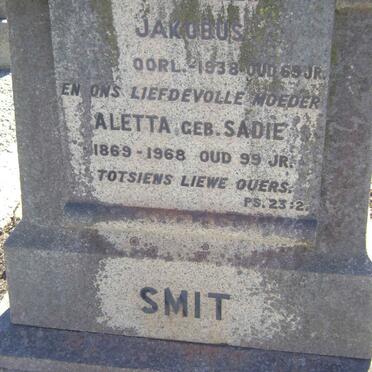 JAKOBUS
OORL. 1938 OUD 69 JR.
EN ONS LIEFDEVOLLE MOEDER
ALETTA GEB. SADIE
1869-1968 OUD 99 JR.
TOTSIENS LIEWE OUERS.
PS. 23:2.
SMIT